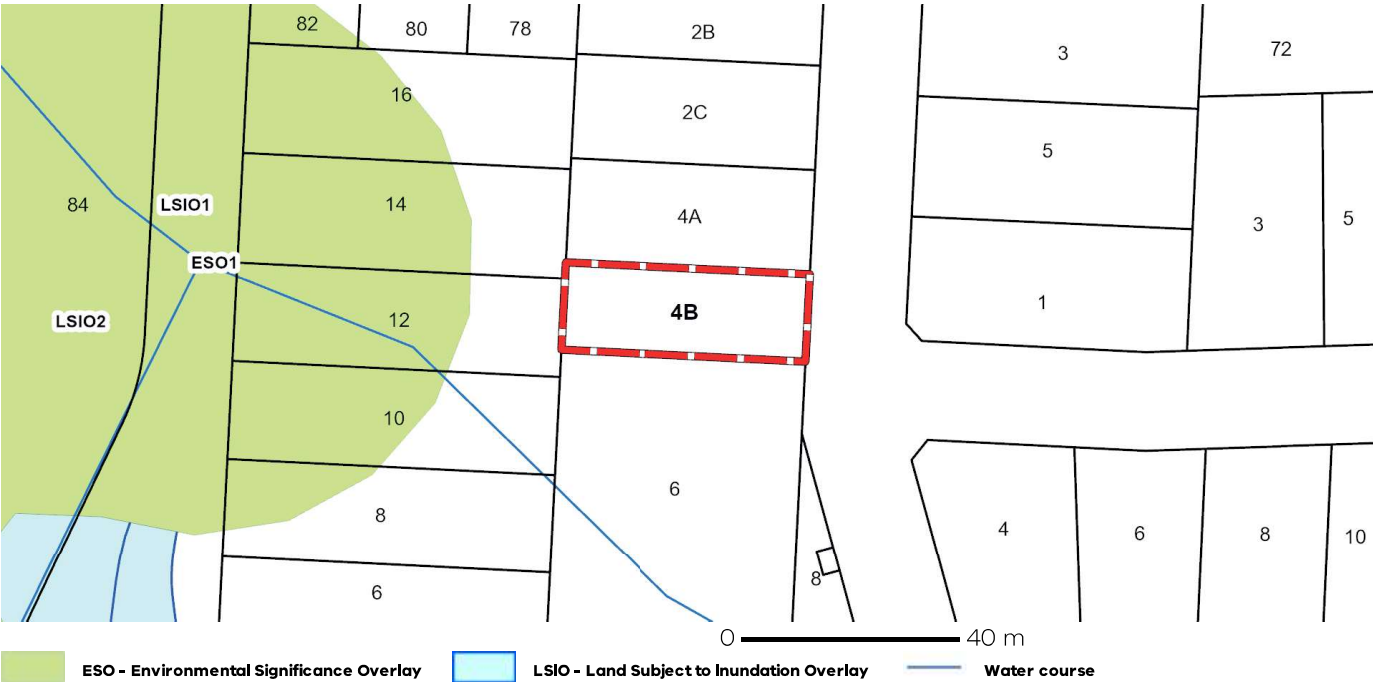 82 80 78 2B 3 72
16 2C
5
84 LSIO1 14 4A 3 5
ESO1
LSIO2 12 4B 1
10
6
8 4 6 8 10
6 8
0 40 m
ESO - Environmental Significance Overlay LSIO - Land Subject to Inundation Overlay Water course